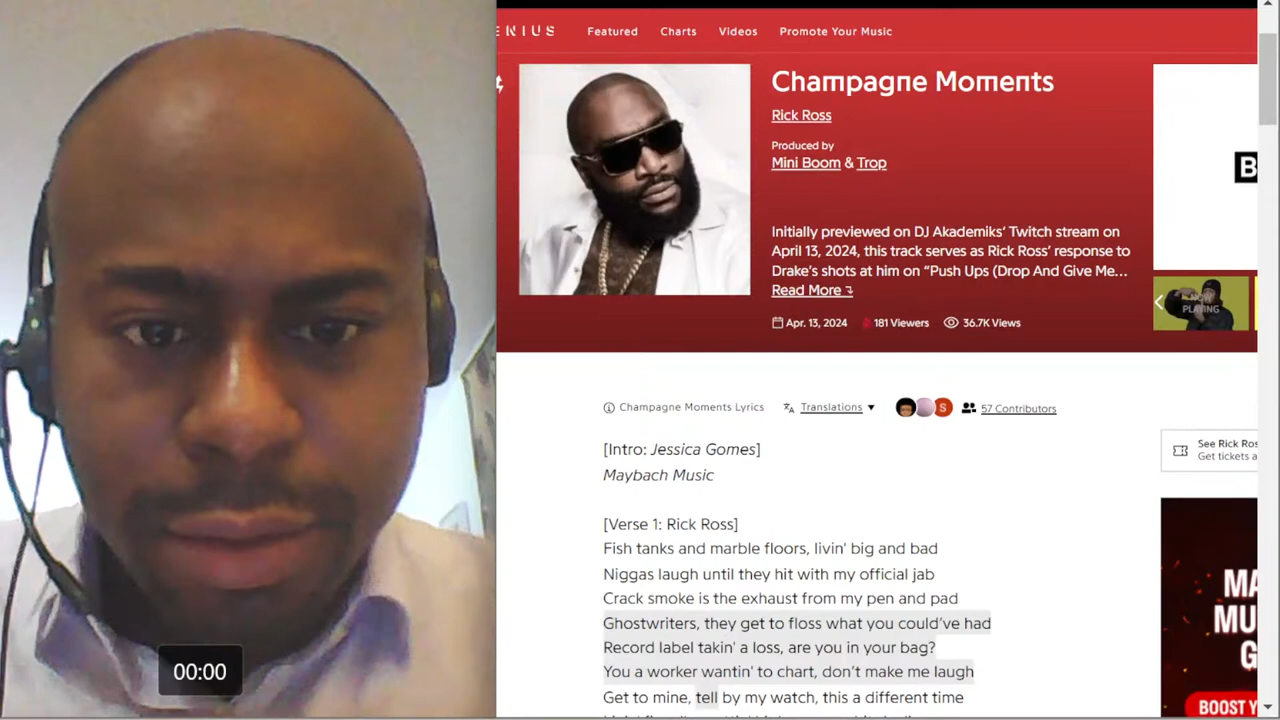 ENIUS Featured Charts Videos Promote Your Music
Champagne Moments
Rick Ross
Produced by
Mini Boom & Trop
B
Initially previewed on DJ Akademiks' Twitch stream on
April 13, 2024, this track serves as Rick Ross' response to
Drake's shots at him on “Push Ups (Drop And Give Me...
Read More
NOW
PLAYING
Apr. 13, 2024 181 Viewers 36.7K Views
Champagne Moments Lyrics Translations S 57 Contributors
See Rick Ros
Get tickets a
[Intro: Jessica Gomes]
Maybach Music
[Verse 1: Rick Ross]
Fish tanks and marble floors, livin' big and bad
Niggas laugh until they hit with my official jab
Crack smoke is the exhaust from my pen and pad
Ghostwriters, they get to floss what you could’ve had
Record label takin' a loss, are you in your bag?
You a worker wantin' to chart, don’t make me laugh
Get to mine, tell by my watch, this a different time
MA
MU
G
BOOST Y
00:00